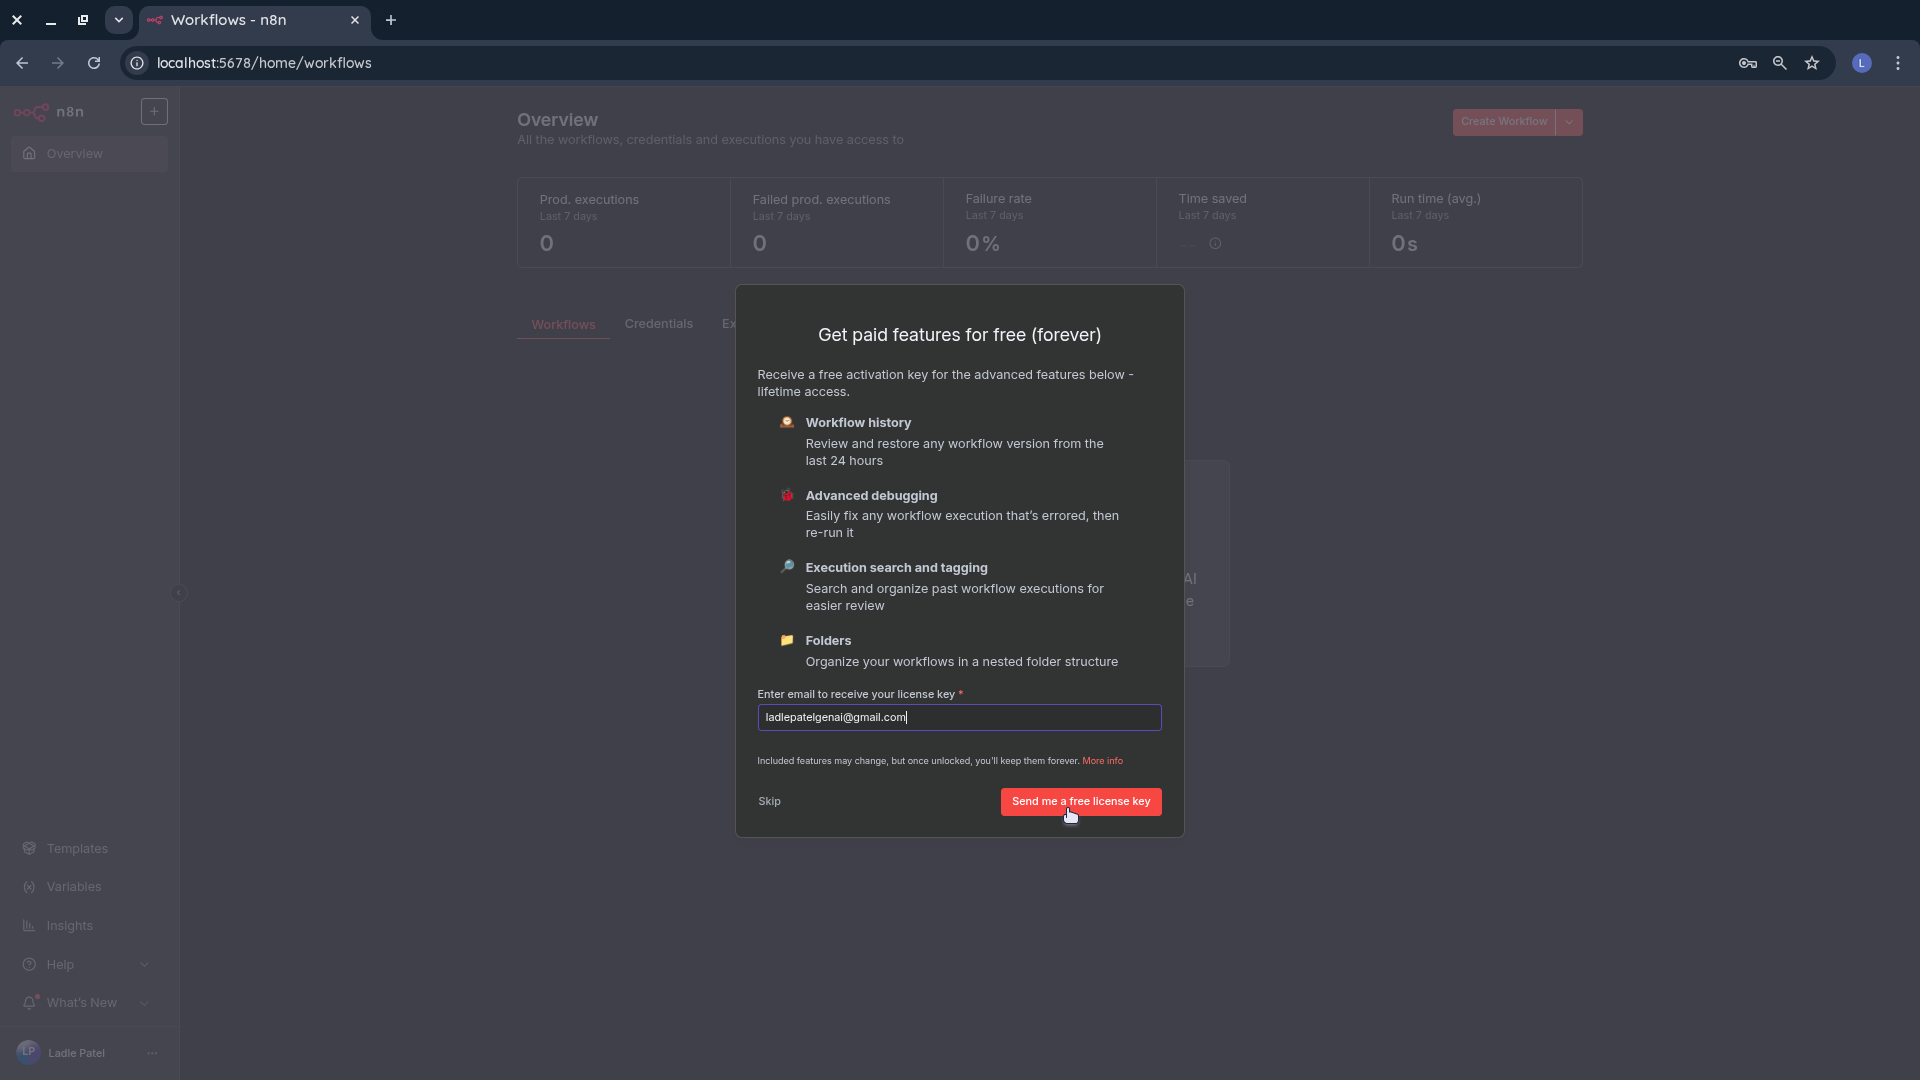 Workflows - n8n
localhost:5678/home/workflows
L
n8n
Overview
Overview
All the workflows, credentials and executions you have access to
Create Workflow
Prod. executions
Last 7 days
0
Failed prod. executions
Last 7 days
0
Failure rate
Last 7 days
0%
Time saved
Last 7 days
--
Run time (avg.)
Last 7 days
0s
Workflows
Credentials
Ex
Get paid features for free (forever)
Receive a free activation key for the advanced features below -
lifetime access.
Workflow history
Review and restore any workflow version from the
last 24 hours
Advanced debugging
Easily fix any workflow execution that's errored, then
re-run it
Execution search and tagging
Search and organize past workflow executions for
easier review
Folders
Organize your workflows in a nested folder structure
AI
e
Enter email to receive your license key *
ladlepatelgenai@gmail.com
Included features may change, but once unlocked, you'll keep them forever. More info
Skip
Send me a free license key
Templates
Variables
Insights
Help
What's New
LP
Ladle Patel